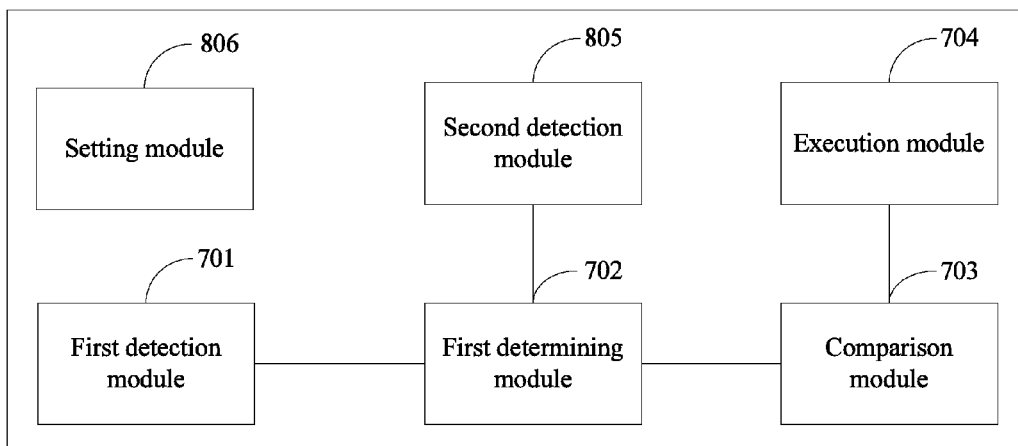 806
805
704
Setting module
Second detection
module
Execution module
701
702
703
First detection
module
First determining
module
Comparison
module